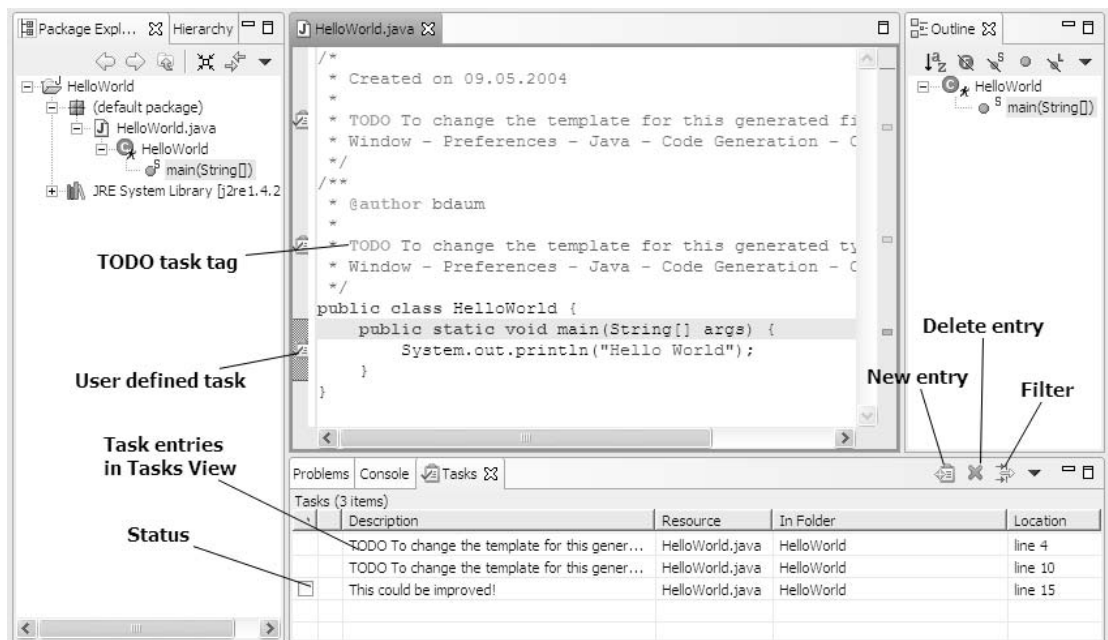 Package Expl... Hierarchy
HelloWorld
(default package)
HelloWorld.java
HelloWorld
main(String[])
JRE System Library [j2re1.4.2
TODO task tag
User defined task
Task entries
in Tasks View
Status
HelloWorld.java
/*
* Created on 09.05.2004
*
* TODO To change the template for this generated fi
* Window - Preferences - Java - Code Generation - C
*/
/**
* @author bdaum
*
* TODO To change the template for this generated ty
* Window - Preferences - Java - Code Generation - C
*/
public class HelloWorld {
public static void main(String[] args) {
System.out.println("Hello World");
}
}
Outline
HelloWorld
main(String[])
Delete entry
New entry
Filter
Problems Console Tasks
Tasks (3 items)
Description Resource In Folder Location
TODO To change the template for this gener... HelloWorld.java HelloWorld line 4
TODO To change the template for this gener... HelloWorld.java HelloWorld line 10
This could be improved! HelloWorld.java HelloWorld line 15